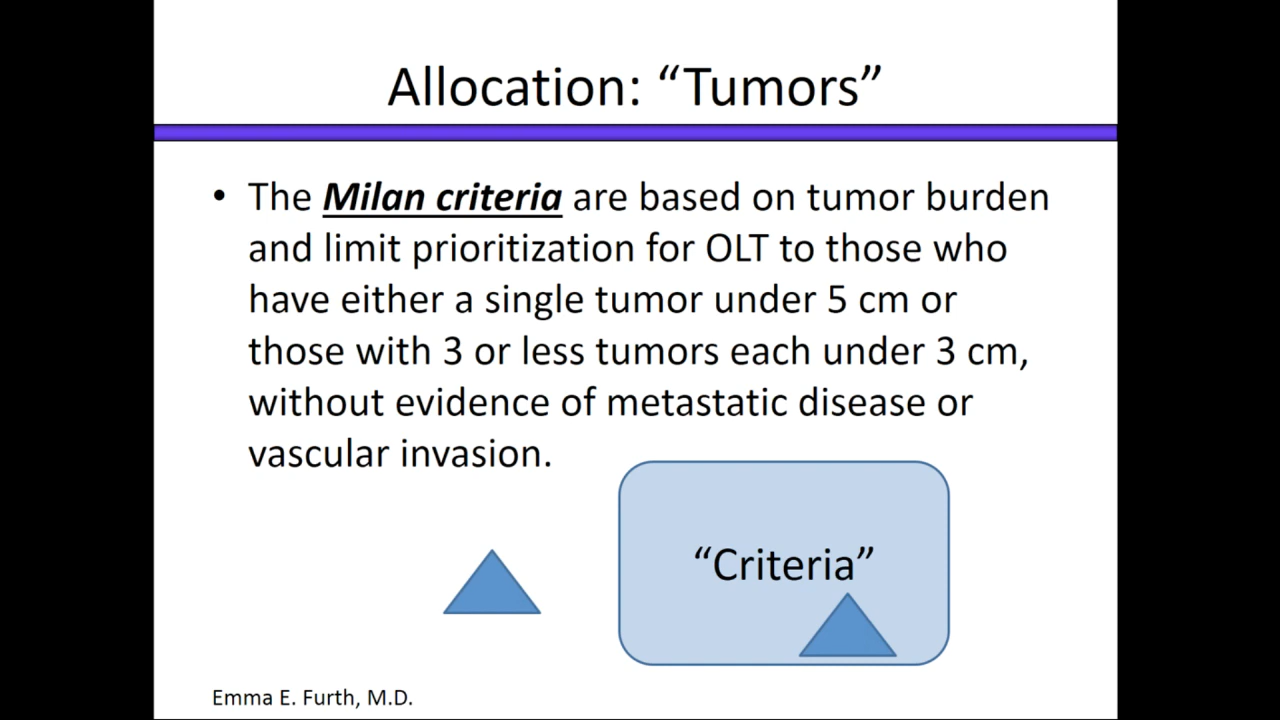 Allocation: “Tumors”
• The Milan criteria are based on tumor burden
and limit prioritization for OLT to those who
have either a single tumor under 5 cm or
those with 3 or less tumors each under 3 cm,
without evidence of metastatic disease or
vascular invasion.
“Criteria”
Emma E. Furth, M.D.